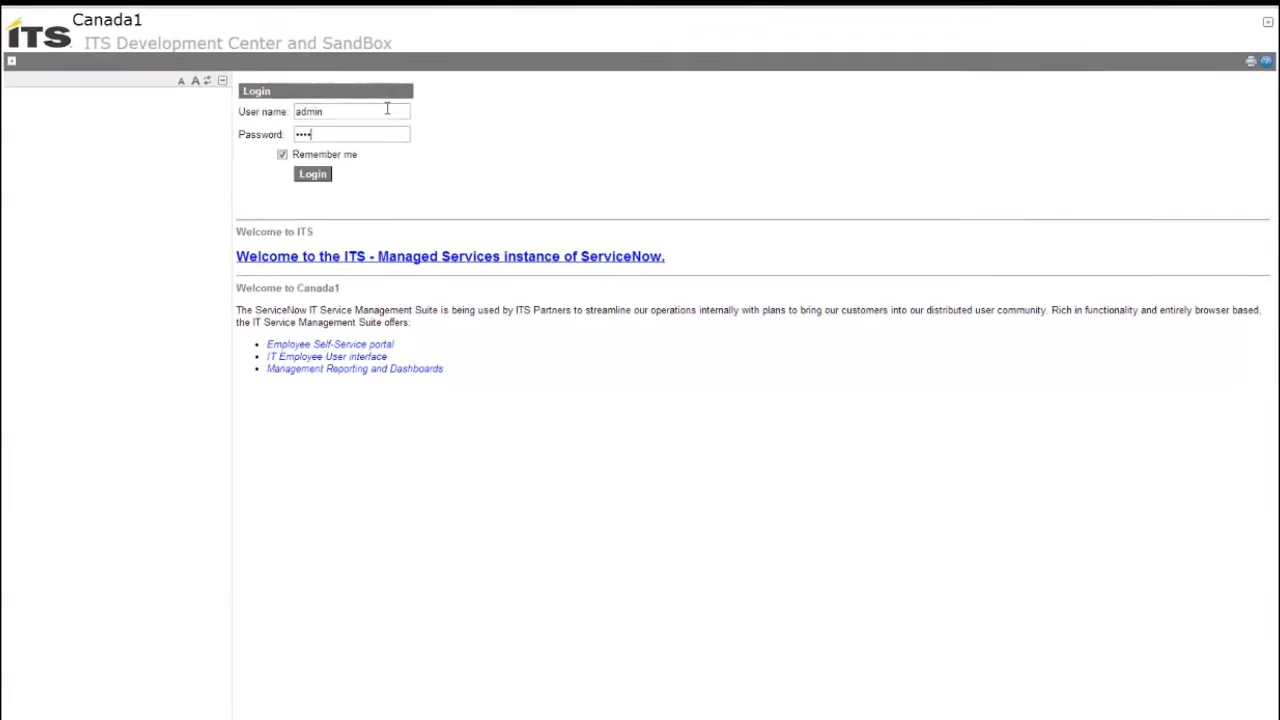 ITS
Canada1
ITS Development Center and SandBox
A A
Login
User name: admin
Password: ••••
Remember me
Login
Welcome to ITS
Welcome to the ITS - Managed Services instance of ServiceNow.
Welcome to Canada1
The ServiceNow IT Service Management Suite is being used by ITS Partners to streamline our operations internally with plans to bring our customers into our distributed user community. Rich in functionality and entirely browser based,
the IT Service Management Suite offers:
• Employee Self-Service portal
• IT Employee User interface
• Management Reporting and Dashboards